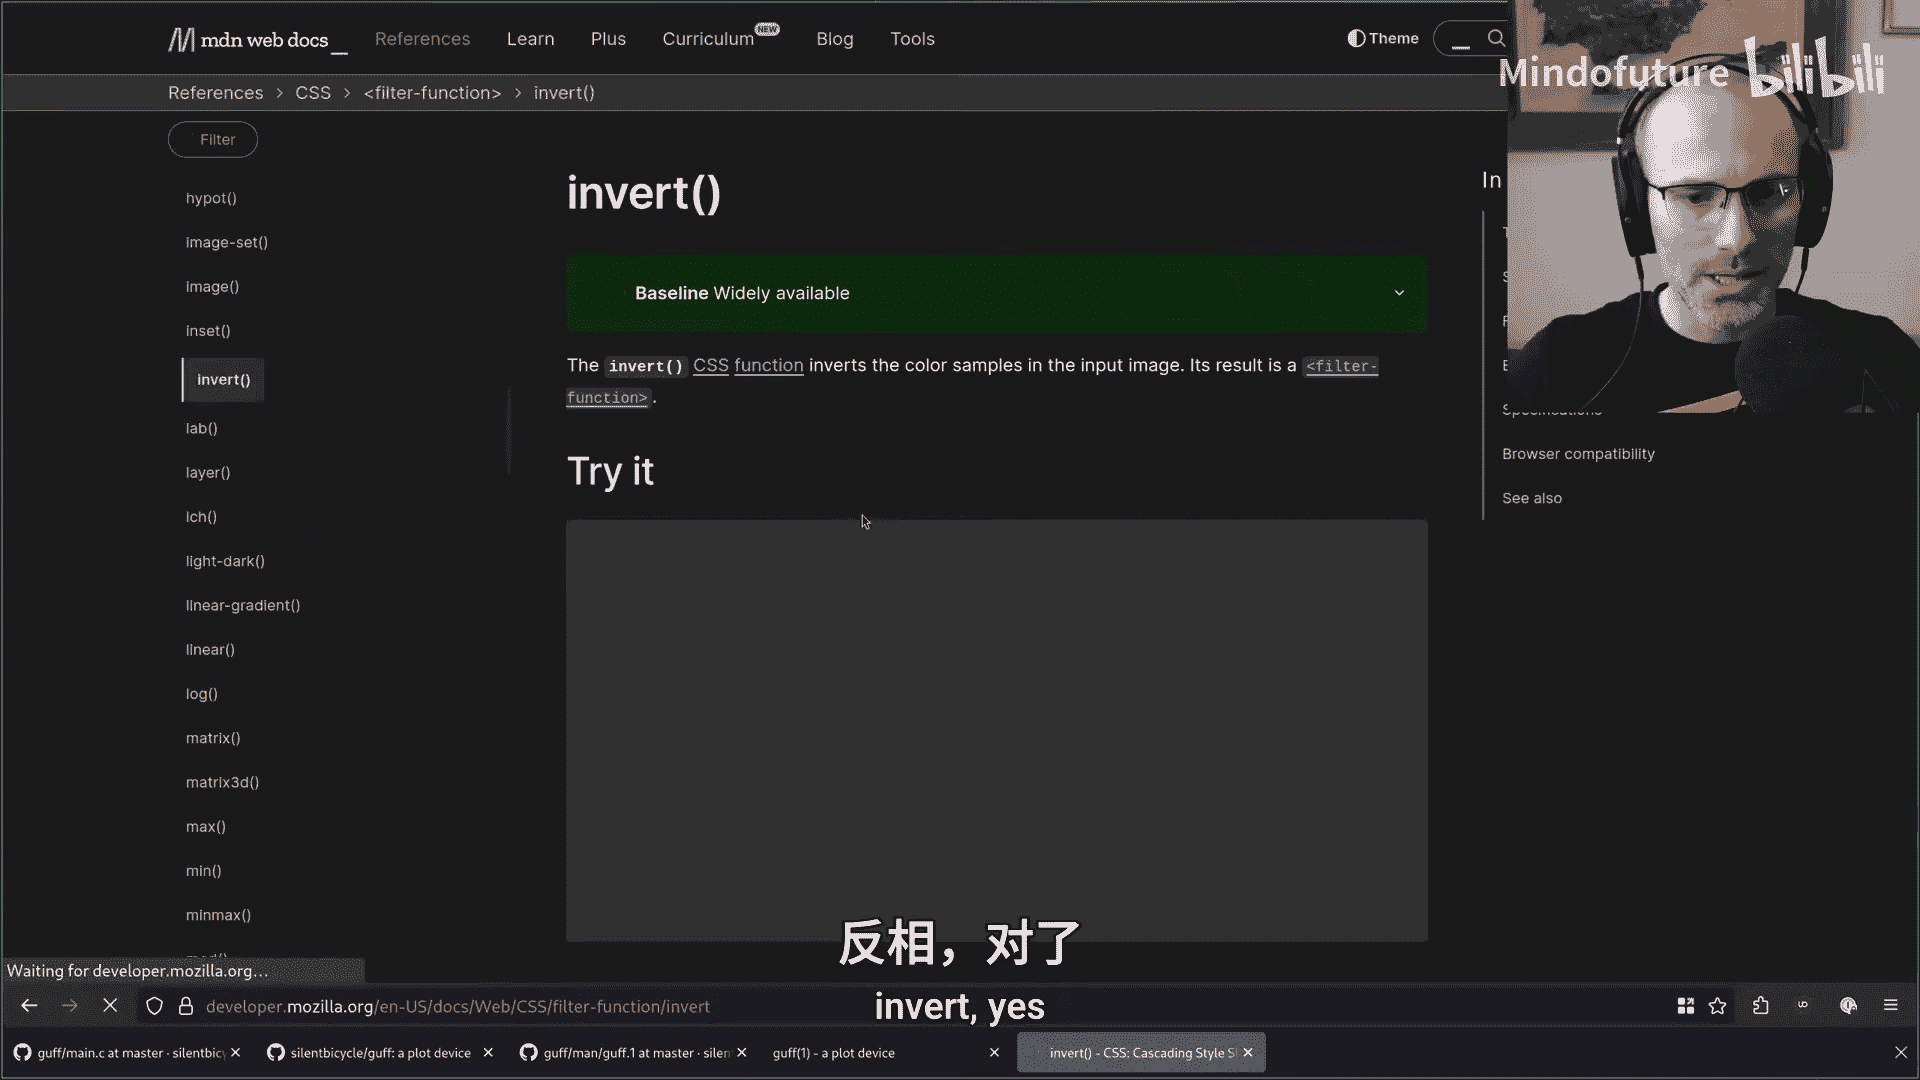 mdn web docs_
References
Learn
Plus
Curriculum NEW
Blog
Tools
Theme
Mindofuture bilibili
References > CSS > <filter-function> > invert()
Filter
hypot()
image-set()
image()
inset()
invert()
lab()
layer()
lch()
light-dark()
linear-gradient()
linear()
log()
matrix()
matrix3d()
max()
min()
minmax()
invert()
Baseline Widely available
The invert() CSS function inverts the color samples in the input image. Its result is a <filter-
function>.
Try it
In
Specifications
Browser compatibility
See also
反相，对了
invert, yes
Waiting for developer.mozilla.org…
developer.mozilla.org/en-US/docs/Web/CSS/filter-function/invert
guff/main.c at master · silentbicy
silentbicycle/guff: a plot device
guff/man/guff.1 at master · silen
guff(1) - a plot device
invert() - CSS: Cascading Style S